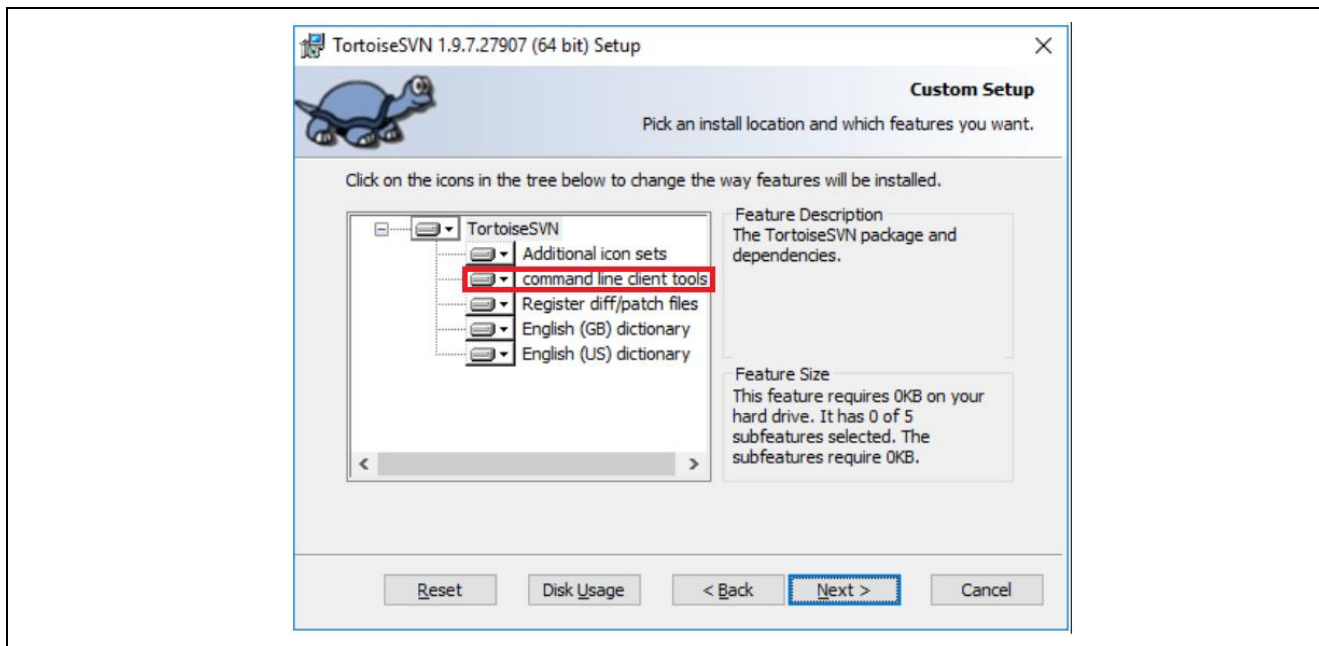 TortoiseSVN 1.9.7.27907 (64 bit) Setup
Custom Setup
Pick an install location and which features you want.
Click on the icons in the tree below to change the way features will be installed.
TortoiseSVN
Additional icon sets
command line client tools
Register diff/patch files
English (GB) dictionary
English (US) dictionary
Feature Description
The TortoiseSVN package and
dependencies.
Feature Size
This feature requires 0KB on your
hard drive. It has 0 of 5
subfeatures selected. The
subfeatures require 0KB.
Reset
Disk Usage
< Back
Next >
Cancel